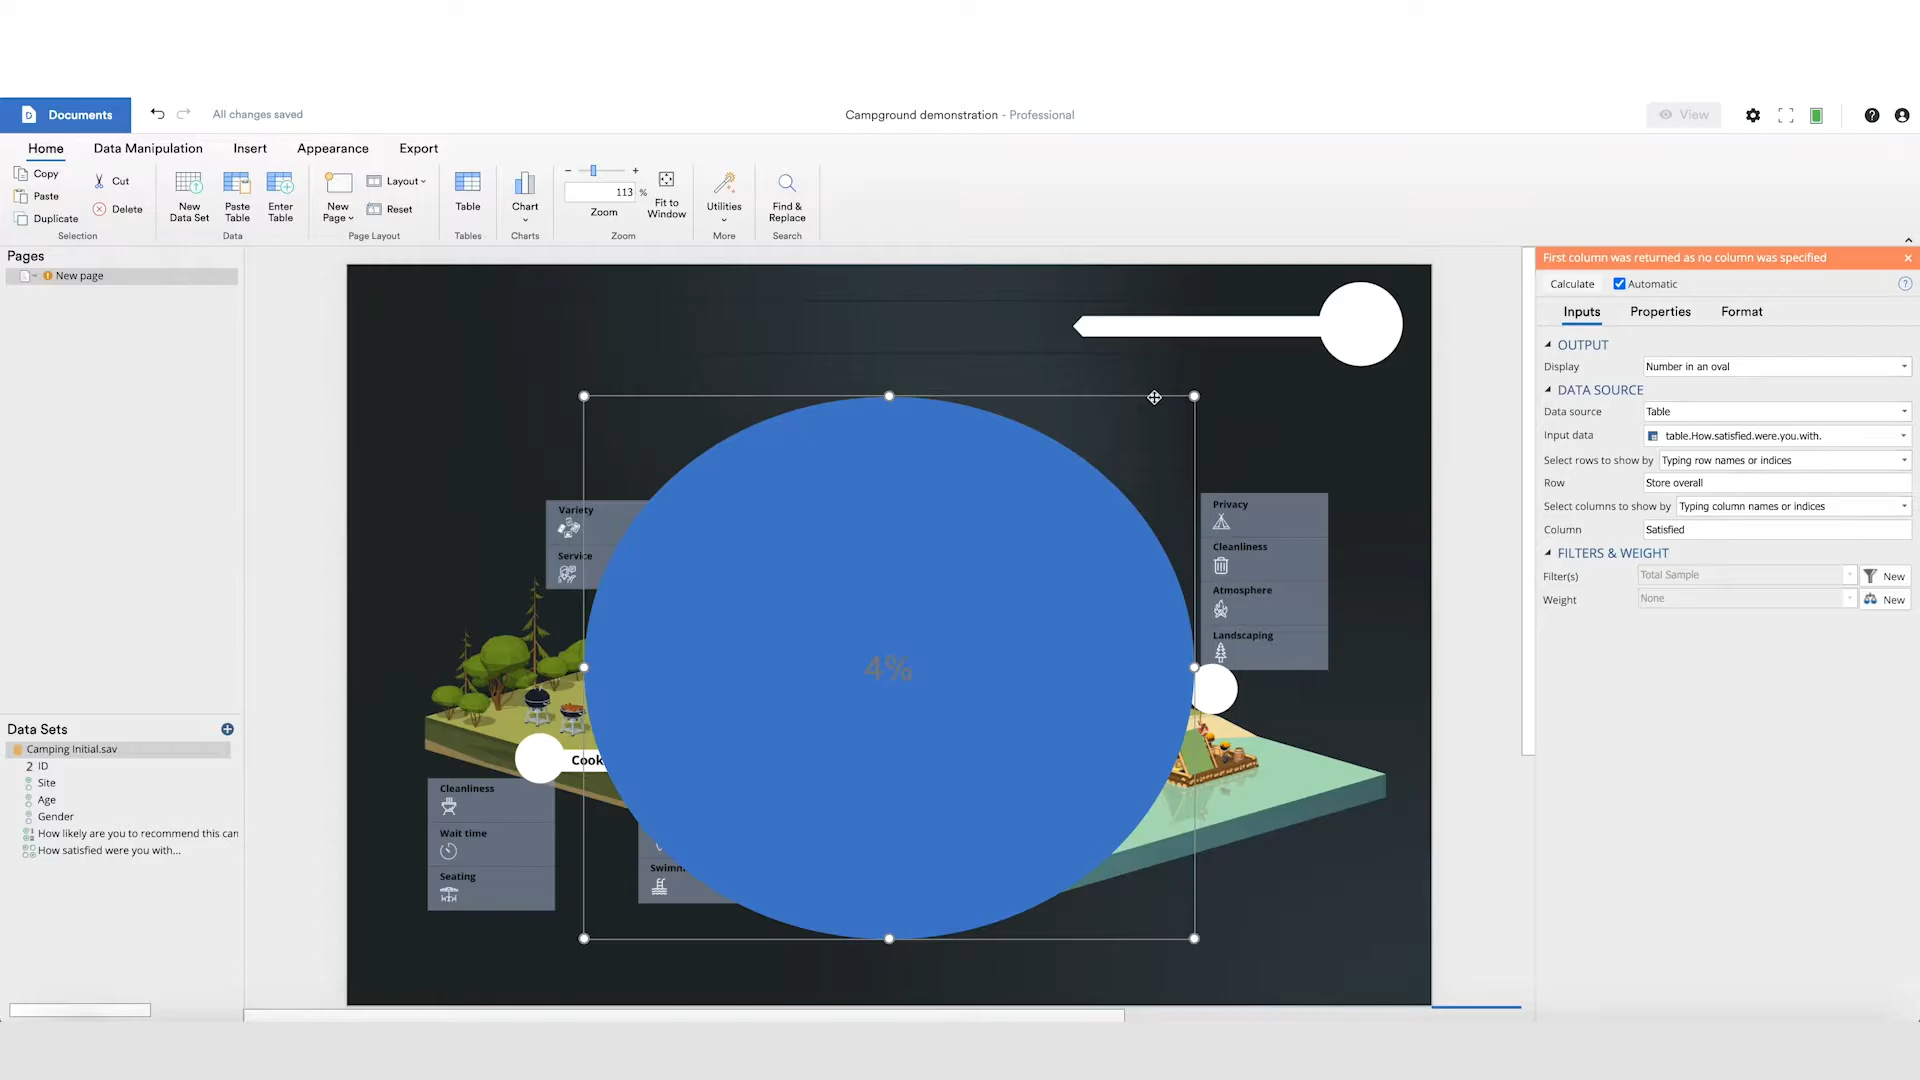 Documents
All changes saved
Campground demonstration - Professional
View
Home
Data Manipulation
Insert
Appearance
Export
Copy
Paste
Duplicate
Cut
Delete
Selection
New Data Set
Paste Table
Enter Table
Data
New Page
Layout
Reset
Page Layout
Table
Tables
Chart
Charts
113 %
Zoom
Fit to Window
Zoom
Utilities
More
Find & Replace
Search
Pages
New page
Data Sets
Camping Initial.sav
2 ID
Site
Age
Gender
How likely are you to recommend this can
How satisfied were you with...
Variety
Service
4%
Privacy
Cleanliness
Atmosphere
Landscaping
Cook
Cleanliness
Wait time
Seating
Swimm
First column was returned as no column was specified
Calculate
Automatic
Inputs
Properties
Format
OUTPUT
Display Number in an oval
DATA SOURCE
Data source Table
Input data table.How.satisfied.were.you.with.
Select rows to show by Typing row names or indices
Row Store overall
Select columns to show by Typing column names or indices
Column Satisfied
FILTERS & WEIGHT
Filter(s) Total Sample New
Weight None New